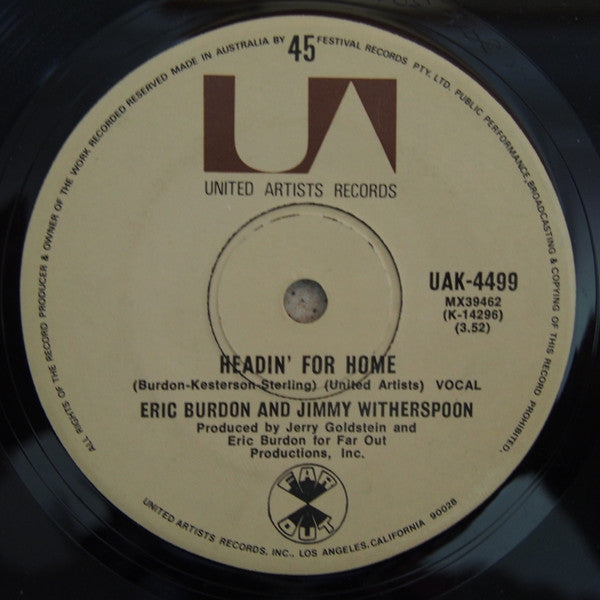 ALL RIGHTS OF THE RECORD PRODUCER & OWNER OF THE WORK RECORDED RESERVED MADE IN AUSTRALIA BY 45 FESTIVAL RECORDS PTY. LTD. PUBLIC PERFORMANCE, BROADCASTING & COPYING OF THIS RECORD PROHIBITED.
UA
UNITED ARTISTS RECORDS
UAK-4499
MX39462
(K-14296)
(3.52)
HEADIN' FOR HOME
(Burdon-Kesterson-Sterling) (United Artists) VOCAL
ERIC BURDON AND JIMMY WITHERSPOON
Produced by Jerry Goldstein and
Eric Burdon for Far Out
Productions, Inc.
FAR
OUT
UNITED ARTISTS RECORDS, INC., LOS ANGELES, CALIFORNIA 90028